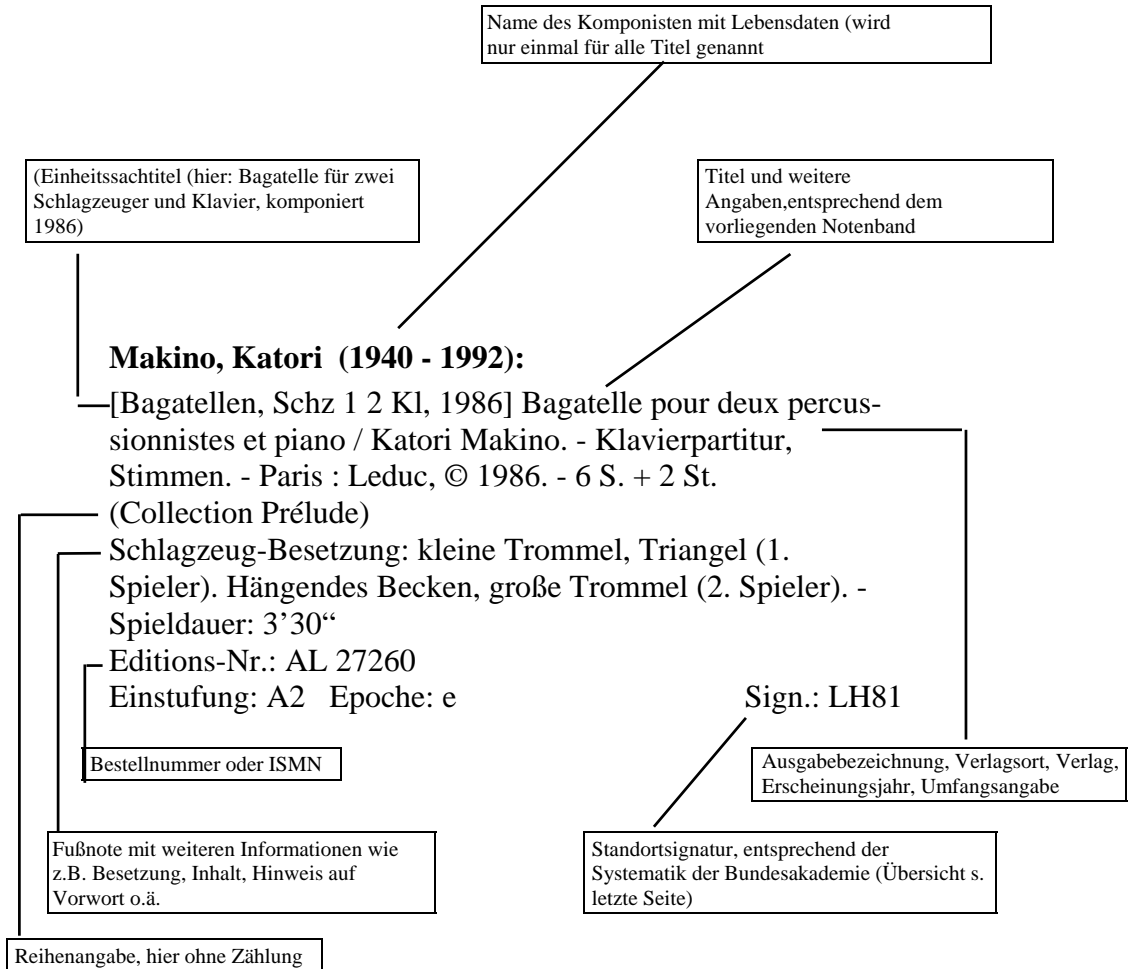 Name des Komponisten mit Lebensdaten (wird
nur einmal für alle Titel genannt
(Einheitssachtitel (hier: Bagatelle für zwei
Schlagzeuger und Klavier, komponiert
1986)
Titel und weitere
Angaben,entsprechend dem
vorliegenden Notenband
Makino, Katori (1940 - 1992):
[Bagatellen, Schz 1 2 Kl, 1986] Bagatelle pour deux percus-
sionnistes et piano / Katori Makino. - Klavierpartitur,
Stimmen. - Paris : Leduc, © 1986. - 6 S. + 2 St.
(Collection Prélude)
Schlagzeug-Besetzung: kleine Trommel, Triangel (1.
Spieler). Hängendes Becken, große Trommel (2. Spieler). -
Spieldauer: 3’30“
Editions-Nr.: AL 27260
Einstufung: A2 Epoche: e Sign.: LH81
Bestellnummer oder ISMN
Ausgabebezeichnung, Verlagsort, Verlag,
Erscheinungsjahr, Umfangsangabe
Fußnote mit weiteren Informationen wie
z.B. Besetzung, Inhalt, Hinweis auf
Vorwort o.ä.
Standortsignatur, entsprechend der
Systematik der Bundesakademie (Übersicht s.
letzte Seite)
Reihenangabe, hier ohne Zählung